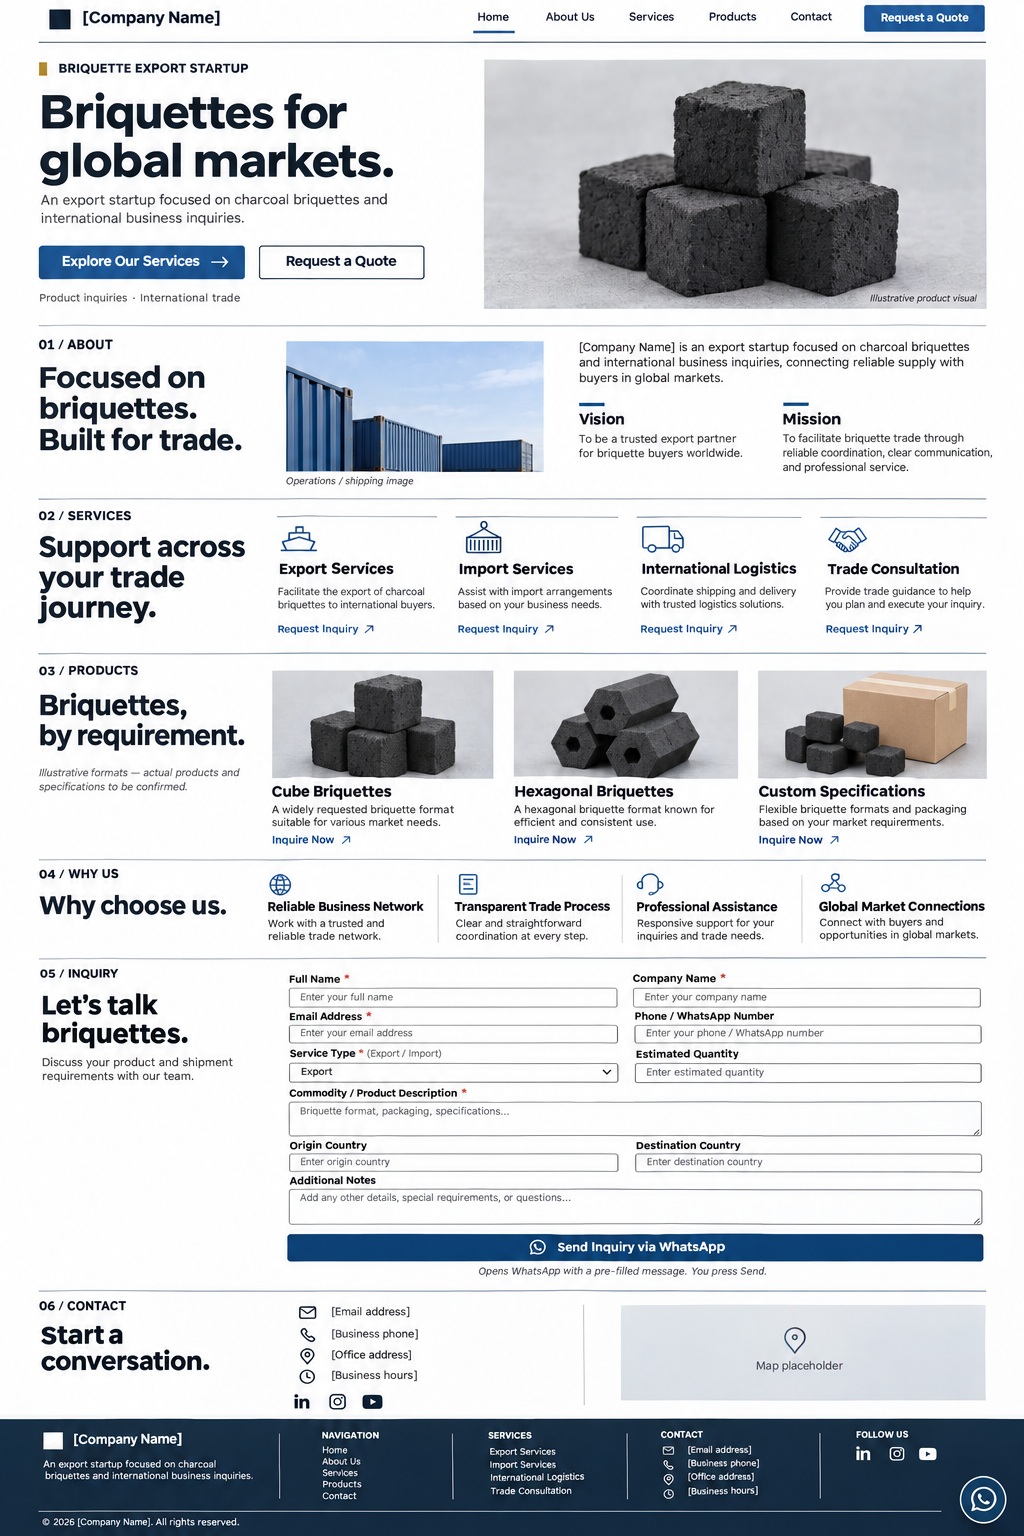 [Company Name]
Home
About Us
Services
Products
Contact
Request a Quote
BRIQUETTE EXPORT STARTUP
Briquettes for
global markets.
An export startup focused on charcoal briquettes and
international business inquiries.
Explore Our Services →
Request a Quote
Product inquiries · International trade
Illustrative product visual
01 / ABOUT
Focused on
briquettes.
Built for trade.
Operations / shipping image
[Company Name] is an export startup focused on charcoal briquettes
and international business inquiries, connecting reliable supply with
buyers in global markets.
Vision
To be a trusted export partner
for briquette buyers worldwide.
Mission
To facilitate briquette trade through
reliable coordination, clear communication,
and professional service.
02 / SERVICES
Support across
your trade
journey.
Export Services
Facilitate the export of charcoal
briquettes to international buyers.
Request Inquiry ↗
Import Services
Assist with import arrangements
based on your business needs.
Request Inquiry ↗
International Logistics
Coordinate shipping and delivery
with trusted logistics solutions.
Request Inquiry ↗
Trade Consultation
Provide trade guidance to help
you plan and execute your inquiry.
Request Inquiry ↗
03 / PRODUCTS
Briquettes,
by requirement.
Illustrative formats — actual products and
specifications to be confirmed.
Cube Briquettes
A widely requested briquette format
suitable for various market needs.
Inquire Now ↗
Hexagonal Briquettes
A hexagonal briquette format known for
efficient and consistent use.
Inquire Now ↗
Custom Specifications
Flexible briquette formats and packaging
based on your market requirements.
Inquire Now ↗
04 / WHY US
Why choose us.
Reliable Business Network
Work with a trusted and
reliable trade network.
Transparent Trade Process
Clear and straightforward
coordination at every step.
Professional Assistance
Responsive support for your
inquiries and trade needs.
Global Market Connections
Connect with buyers and
opportunities in global markets.
05 / INQUIRY
Let's talk
briquettes.
Discuss your product and shipment
requirements with our team.
Full Name *
Enter your full name
Company Name *
Enter your company name
Email Address *
Enter your email address
Phone / WhatsApp Number
Enter your phone / WhatsApp number
Service Type * (Export / Import)
Export
Estimated Quantity
Enter estimated quantity
Commodity / Product Description *
Briquette format, packaging, specifications...
Origin Country
Enter origin country
Destination Country
Enter destination country
Additional Notes
Add any other details, special requirements, or questions...
Send Inquiry via WhatsApp
Opens WhatsApp with a pre-filled message. You press Send.
06 / CONTACT
Start a
conversation.
[Email address]
[Business phone]
[Office address]
[Business hours]
in
Map placeholder
[Company Name]
An export startup focused on charcoal
briquettes and international business inquiries.
NAVIGATION
Home
About Us
Services
Products
Contact
SERVICES
Export Services
Import Services
International Logistics
Trade Consultation
CONTACT
[Email address]
[Business phone]
[Office address]
[Business hours]
FOLLOW US
in
© 2026 [Company Name]. All rights reserved.